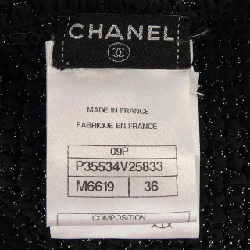 CHANEL
MADE IN FRANCE
FABRIQUE EN FRANCE
09P
P35534V25833
M6619 36
COMPOSITION